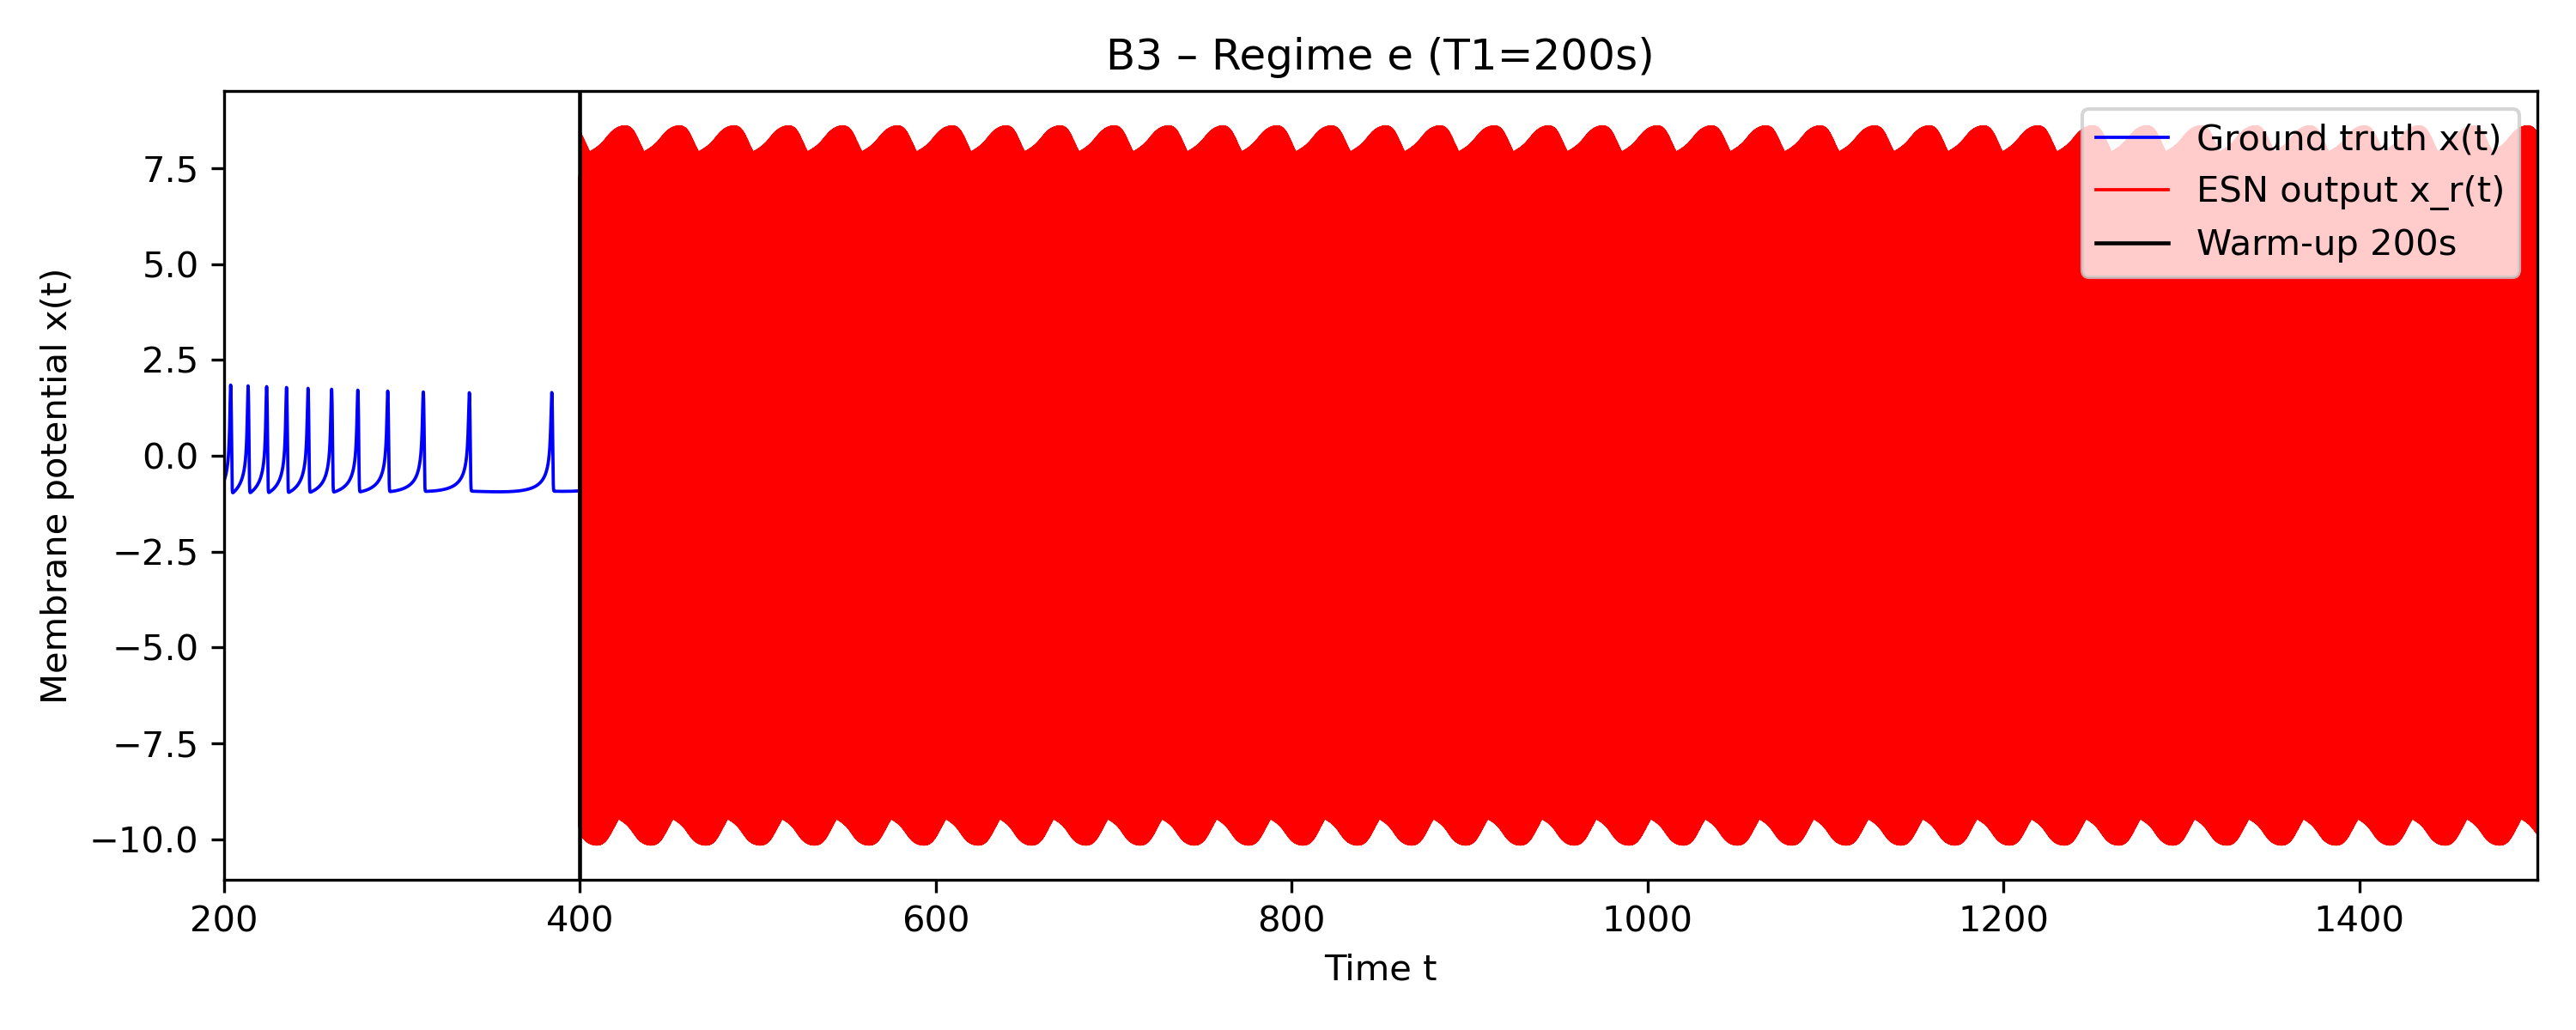 B3 – Regime e (T1=200s)
Ground truth x(t)
ESN output x_r(t)
Warm-up 200s
Membrane potential x(t)
7.5
5.0
2.5
0.0
−2.5
−5.0
−7.5
−10.0
200 400 600 800 1000 1200 1400
Time t